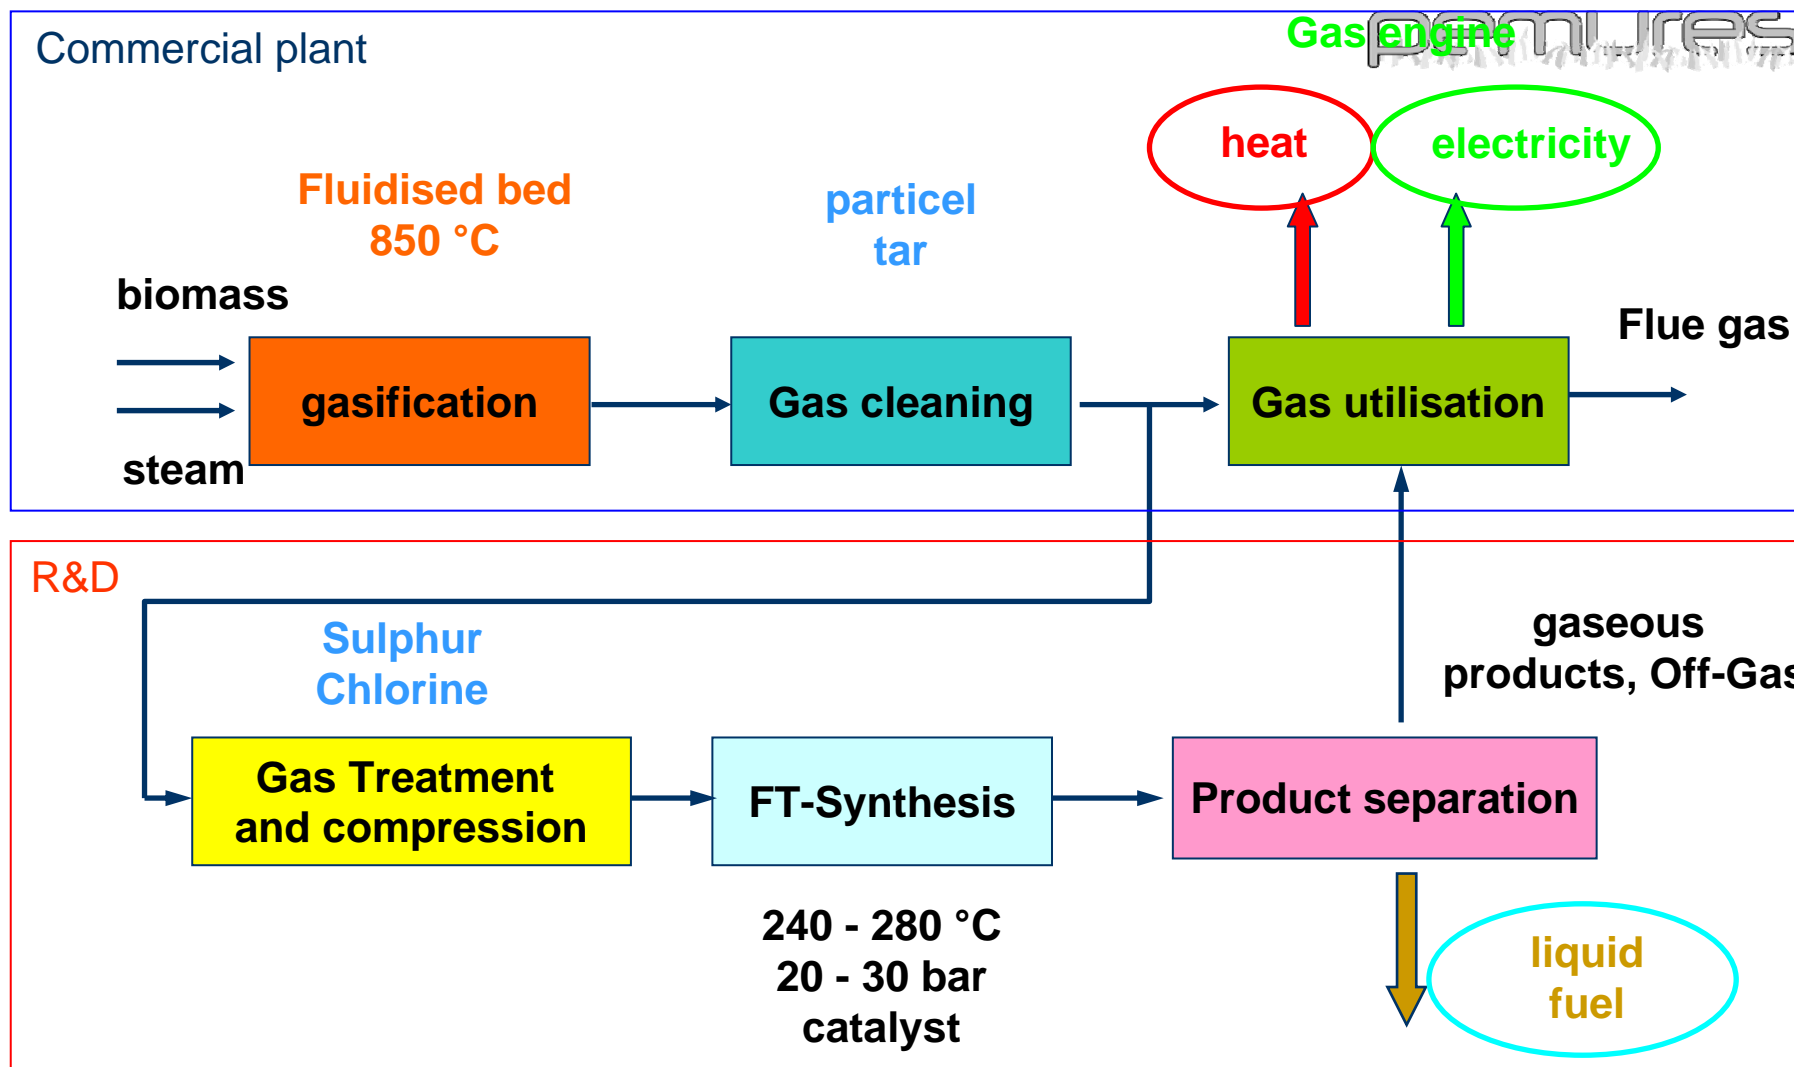 Commercial plant
Gas engine
heat
electricity
Fluidised bed
850 °C
particel
tar
biomass
Flue gas
gasification
Gas cleaning
Gas utilisation
steam
R&D
Sulphur
Chlorine
gaseous
products, Off-Gas
Gas Treatment
and compression
FT-Synthesis
Product separation
240 - 280 °C
20 - 30 bar
catalyst
liquid
fuel